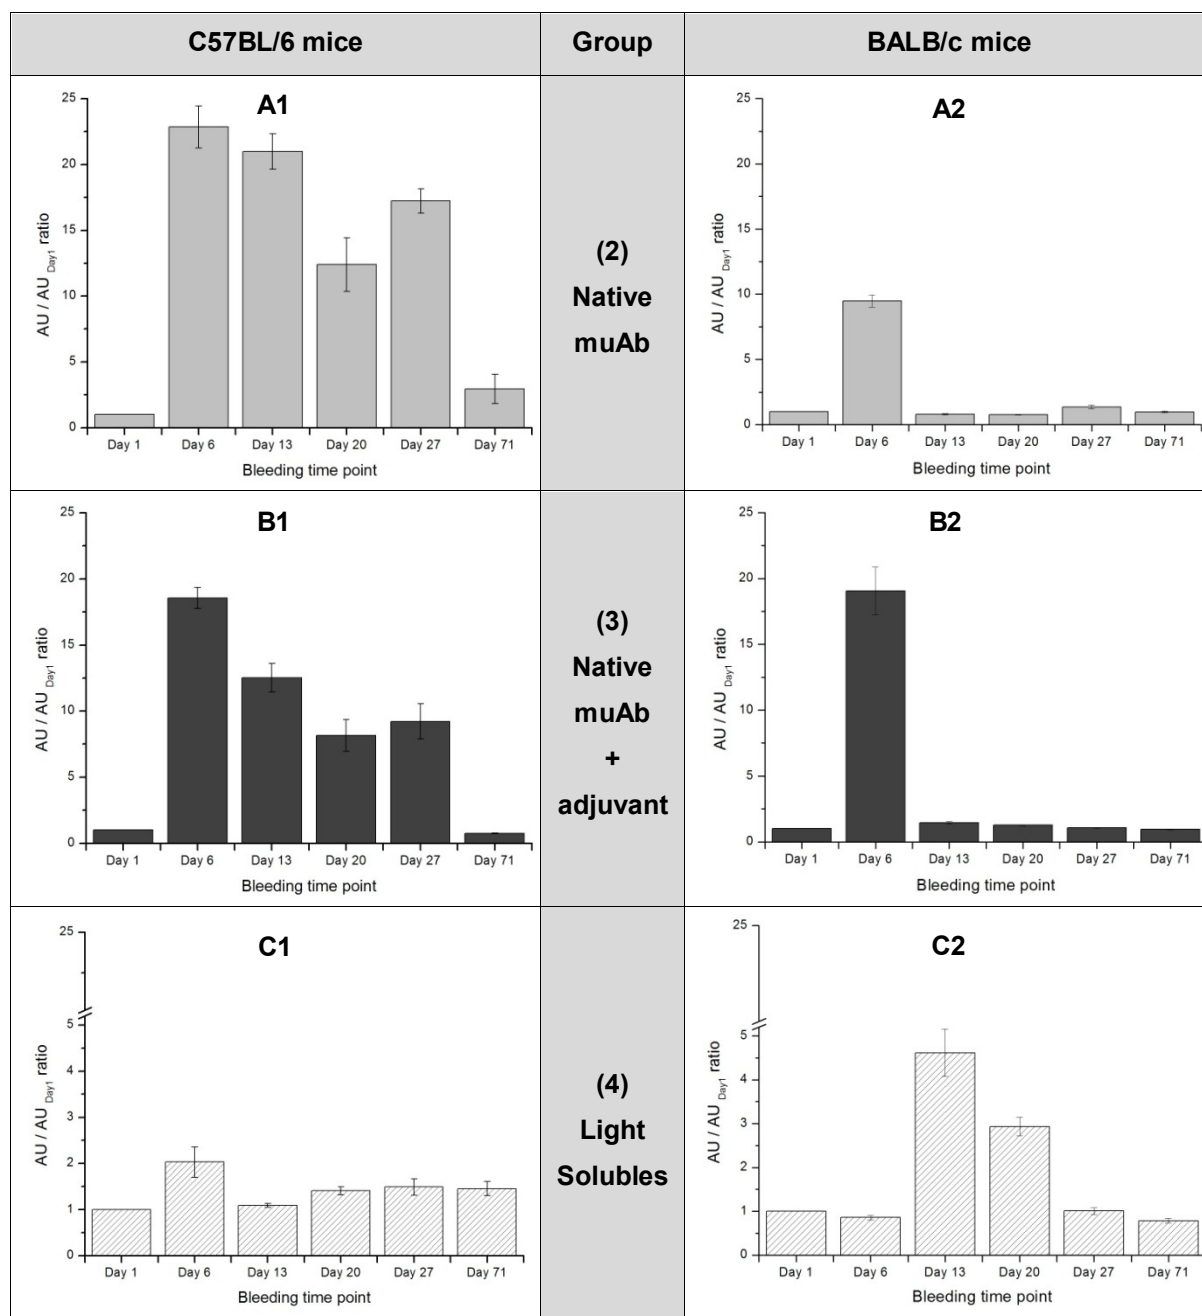 C57BL/6 mice
Group
BALB/c mice
A1
25
20
15
10
5
0
AU / AU Day1 ratio
Day 1 Day 6 Day 13 Day 20 Day 27 Day 71
Bleeding time point
(2)
Native
muAb
A2
25
20
15
10
5
0
AU / AU Day1 ratio
Day 1 Day 6 Day 13 Day 20 Day 27 Day 71
Bleeding time point
B1
25
20
15
10
5
0
AU / AU Day1 ratio
Day 1 Day 6 Day 13 Day 20 Day 27 Day 71
Bleeding time point
(3)
Native
muAb
+
adjuvant
B2
25
20
15
10
5
0
AU / AU Day1 ratio
Day 1 Day 6 Day 13 Day 20 Day 27 Day 71
Bleeding time point
C1
25
5
4
3
2
1
0
AU / AU Day1 ratio
Day 1 Day 6 Day 13 Day 20 Day 27 Day 71
Bleeding time point
(4)
Light
Solubles
C2
25
5
4
3
2
1
0
AU / AU Day1 ratio
Day 1 Day 6 Day 13 Day 20 Day 27 Day 71
Bleeding time point